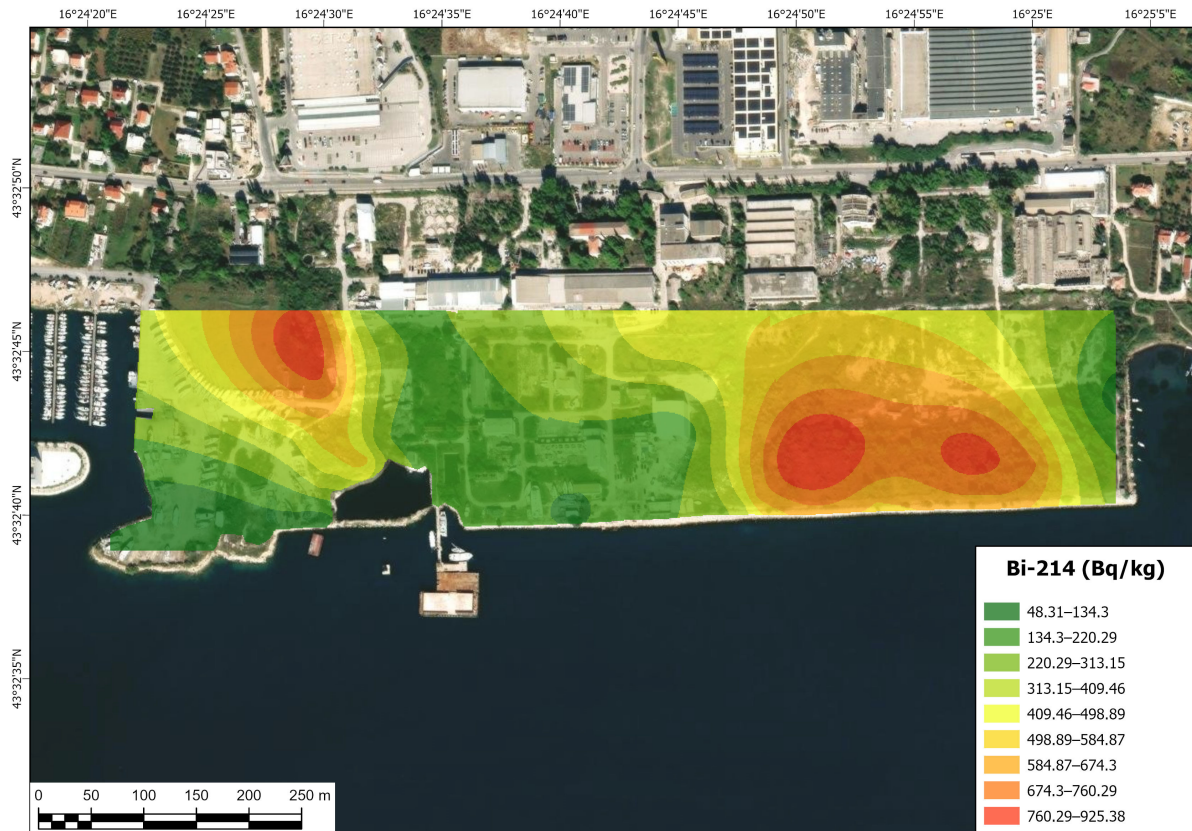 16°24'20"E 16°24'25"E 16°24'30"E 16°24'35"E 16°24'40"E 16°24'45"E 16°24'50"E 16°24'55"E 16°25'E 16°25'5"E
43°32'50"N
43°32'45"N
43°32'40"N
43°32'35"N
Bi-214 (Bq/kg)
48.31–134.3
134.3–220.29
220.29–313.15
313.15–409.46
409.46–498.89
498.89–584.87
584.87–674.3
674.3–760.29
760.29–925.38
0 50 100 150 200 250 m